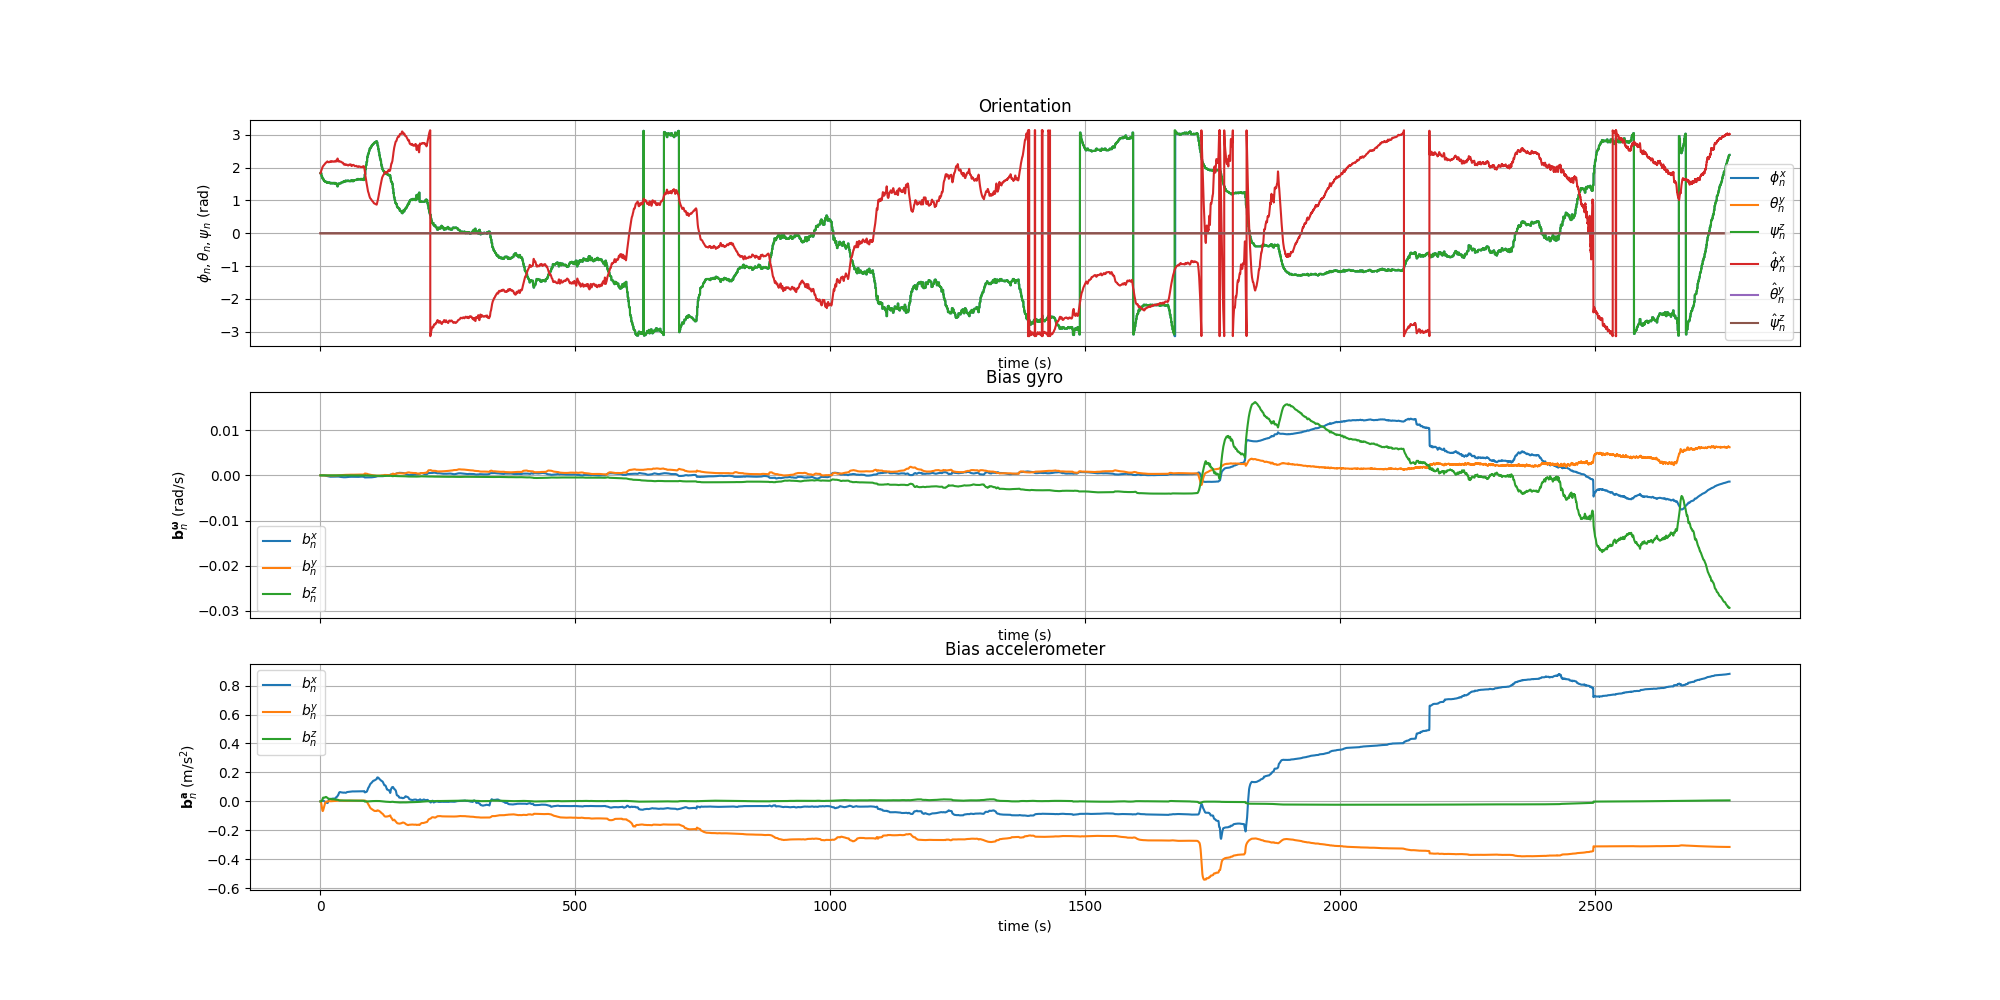 Orientation
ϕₙ, θₙ, ψₙ (rad)
3
2
1
0
−1
−2
−3
ϕₙˣ
θₙʸ
ψₙᶻ
ϕ̂ₙˣ
θ̂ₙʸ
ψ̂ₙᶻ
time (s)
Bias gyro
bₙ^ω (rad/s)
0.01
0.00
−0.01
−0.02
−0.03
bₙˣ
bₙʸ
bₙᶻ
time (s)
Bias accelerometer
bₙᵃ (m/s²)
0.8
0.6
0.4
0.2
0.0
−0.2
−0.4
−0.6
bₙˣ
bₙʸ
bₙᶻ
0 500 1000 1500 2000 2500
time (s)